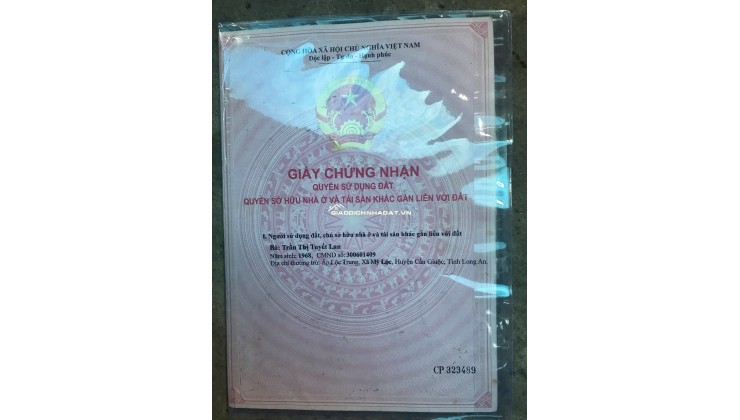 CỘNG HÒA XÃ HỘI CHỦ NGHĨA VIỆT NAM
Độc lập - Tự do - Hạnh phúc
GIẤY CHỨNG NHẬN
QUYỀN SỬ DỤNG ĐẤT
QUYỀN SỞ HỮU NHÀ Ở VÀ TÀI SẢN KHÁC GẮN LIỀN VỚI ĐẤT
GIAODICHNHADAT.VN
I. Người sử dụng đất, chủ sở hữu nhà ở và tài sản khác gắn liền với đất
Bà: Trần Thị Tuyết Lan
Năm sinh: 1968, CMND số: 300601409
Địa chỉ thường trú: Ấp Lộc Trung, Xã Mỹ Lộc, Huyện Cần Giuộc, Tỉnh Long An.
CP 323489